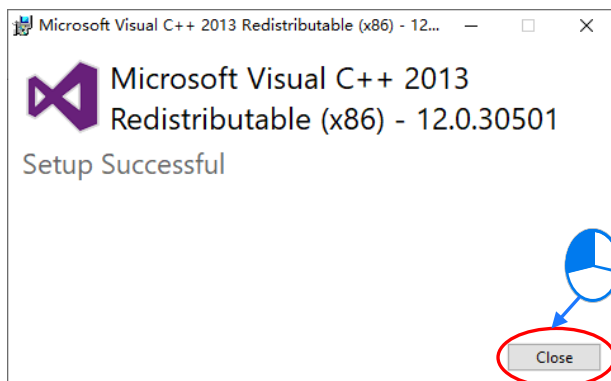 Microsoft Visual C++ 2013 Redistributable (x86) - 12...
Microsoft Visual C++ 2013
Redistributable (x86) - 12.0.30501
Setup Successful
Close